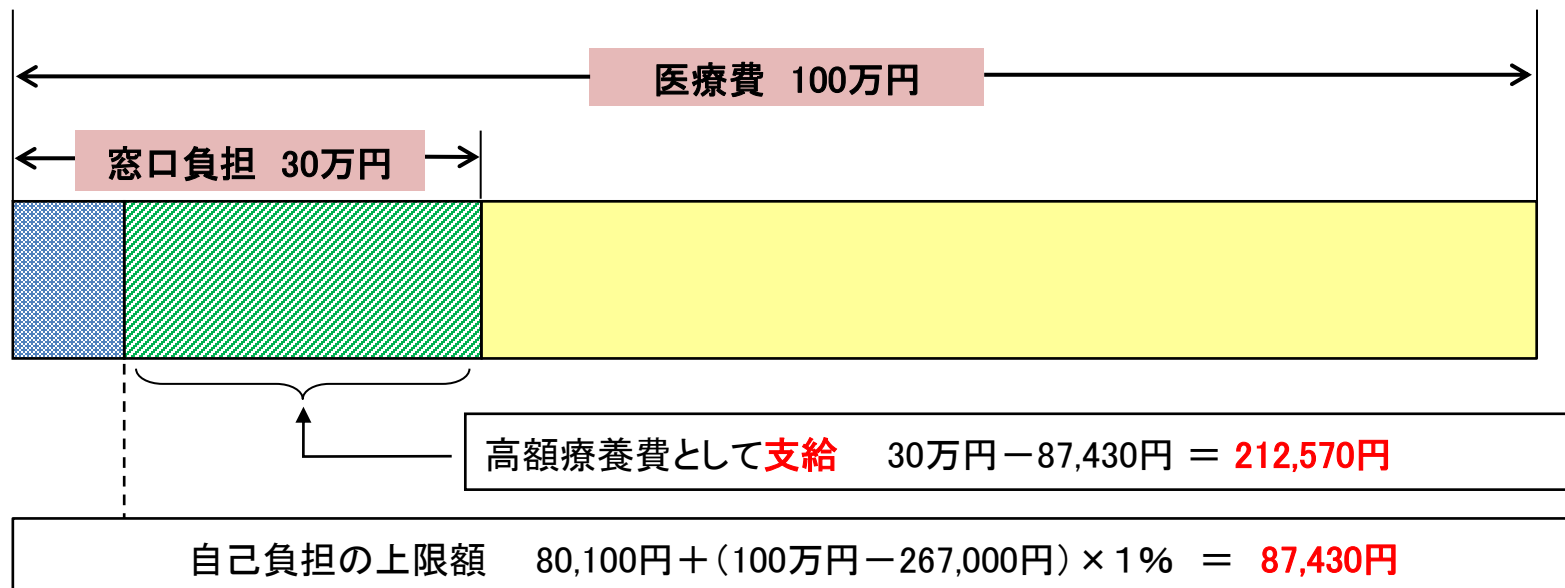 医療費 100万円
窓口負担 30万円
高額療養費として支給 30万円－87,430円 ＝ 212,570円
自己負担の上限額 80,100円＋(100万円－267,000円)×1% ＝ 87,430円